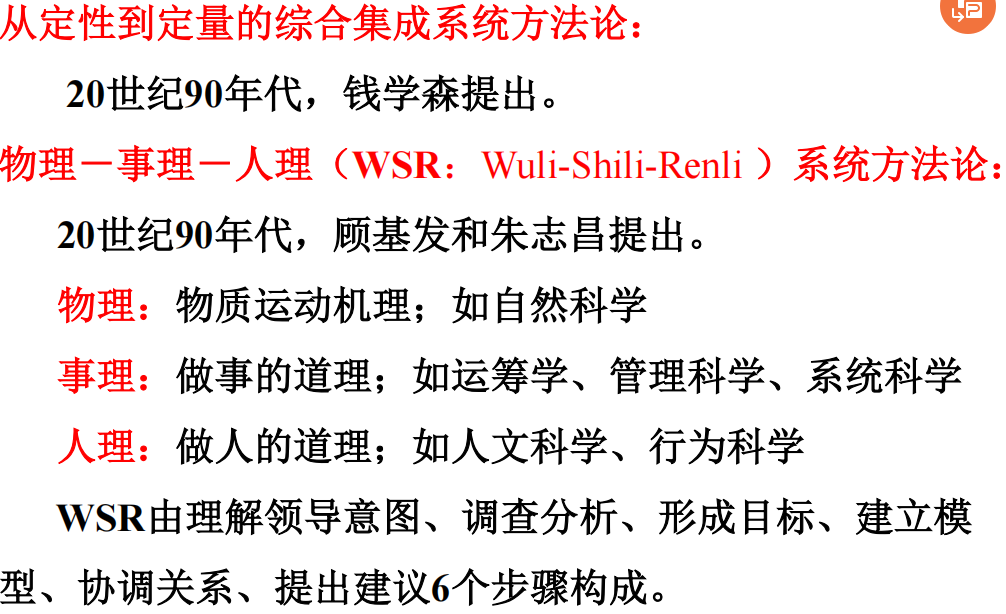 从定性到定量的综合集成系统方法论：
20世纪90年代，钱学森提出。
物理－事理－人理（WSR：Wuli-Shili-Renli ）系统方法论：
20世纪90年代，顾基发和朱志昌提出。
物理：物质运动机理；如自然科学
事理：做事的道理；如运筹学、管理科学、系统科学
人理：做人的道理；如人文科学、行为科学
WSR由理解领导意图、调查分析、形成目标、建立模
型、协调关系、提出建议6个步骤构成。